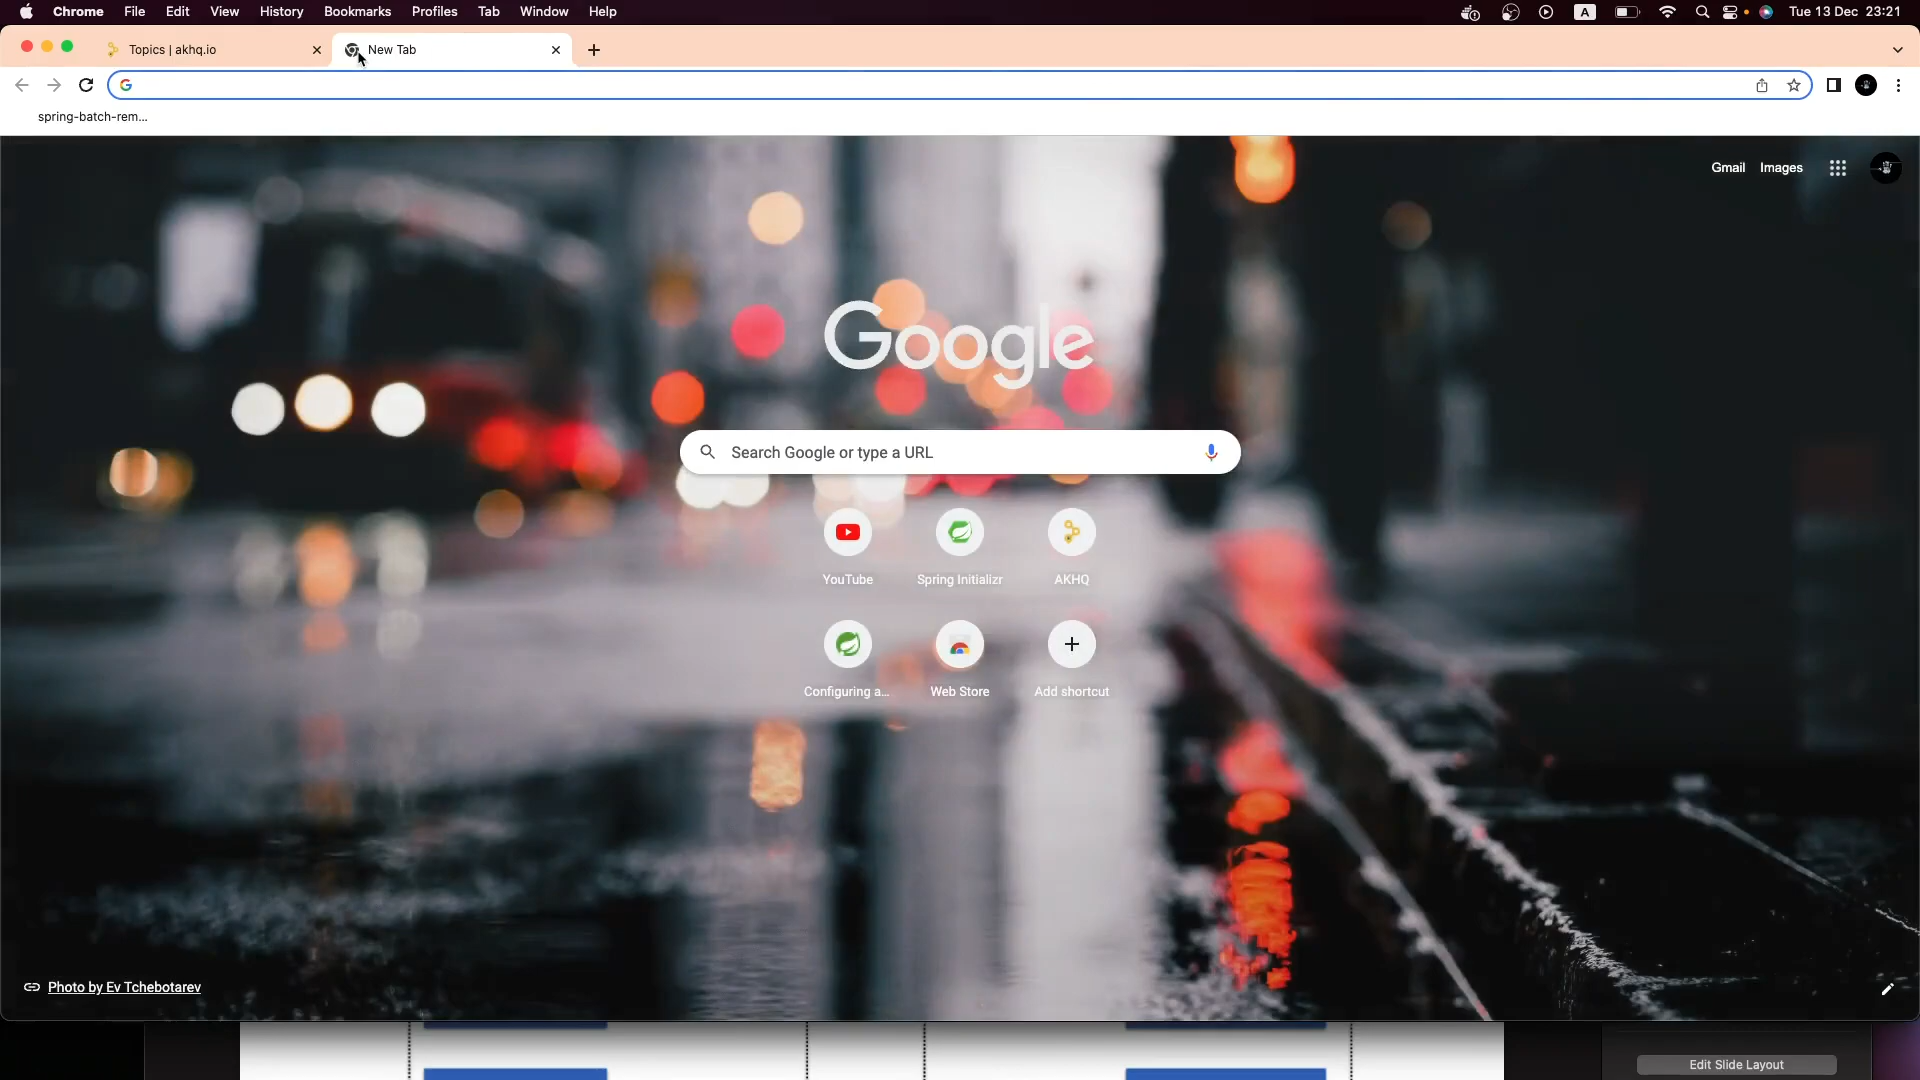 Chrome File Edit View History Bookmarks Profiles Tab Window Help A Tue 13 Dec 23:21
Topics | akhq.io New Tab
spring-batch-rem...
Gmail Images
Google
Search Google or type a URL
YouTube Spring Initializr AKHQ
Configuring a... Web Store Add shortcut
Photo by Ev Tchebotarev
Edit Slide Layout